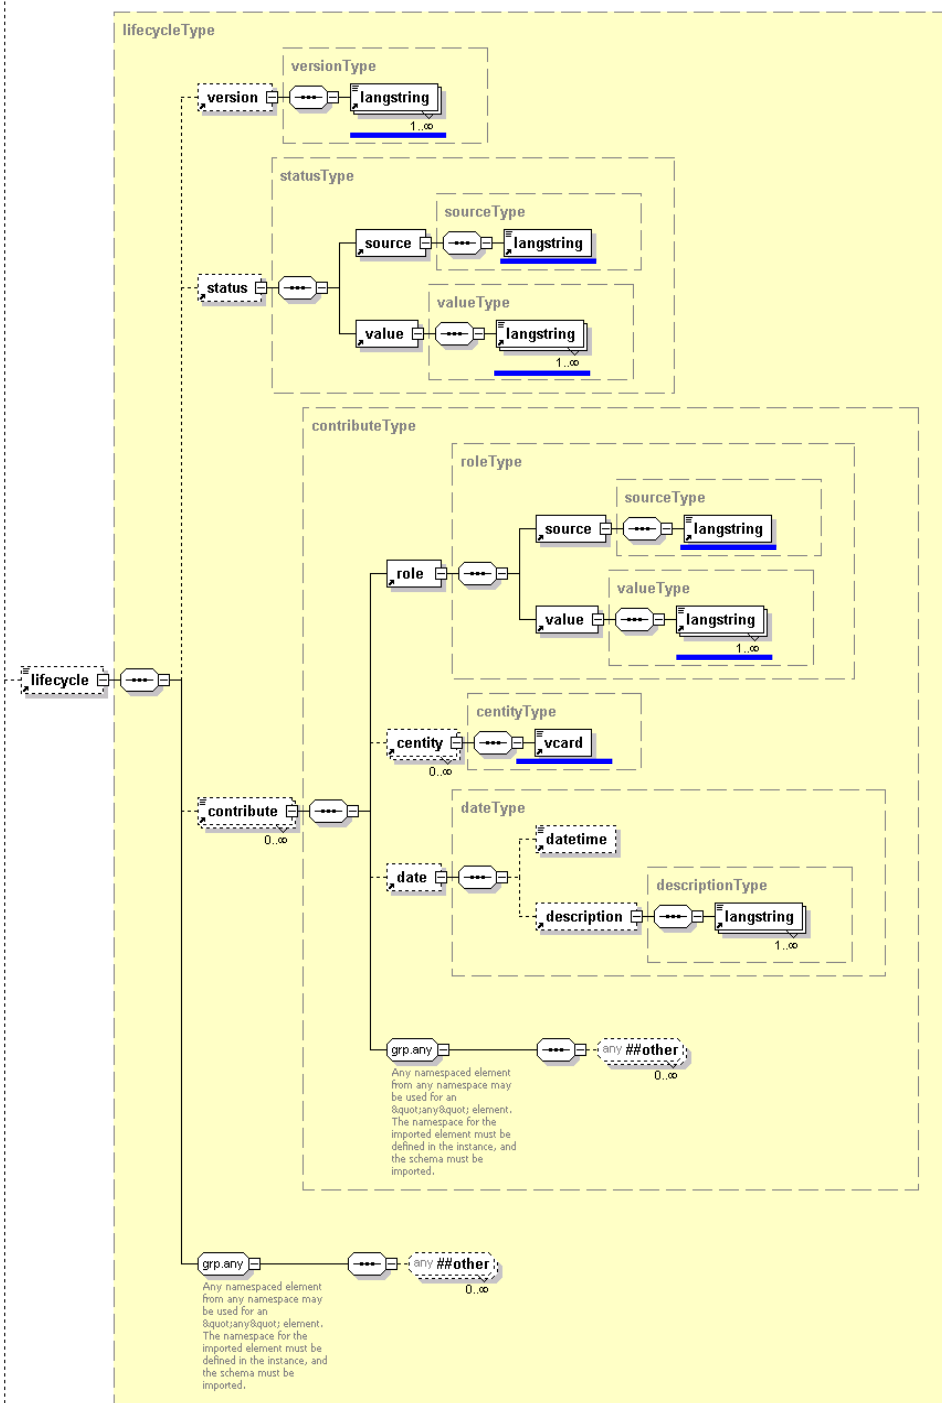 lifecycleType
versionType
version
langstring
1..∞
statusType
sourceType
source
langstring
status
valueType
value
langstring
1..∞
contributeType
roleType
sourceType
source
langstring
role
valueType
value
langstring
1..∞
lifecycle
centityType
centity
vcard
0..∞
dateType
contribute
0..∞
datetime
date
descriptionType
description
langstring
1..∞
grp.any
any ##other
0..∞
Any namespaced element
from any namespace may
be used for an
&quot;any&quot; element.
The namespace for the
imported element must be
defined in the instance, and
the schema must be
imported.
grp.any
any ##other
0..∞
Any namespaced element
from any namespace may
be used for an
&quot;any&quot; element.
The namespace for the
imported element must be
defined in the instance, and
the schema must be
imported.